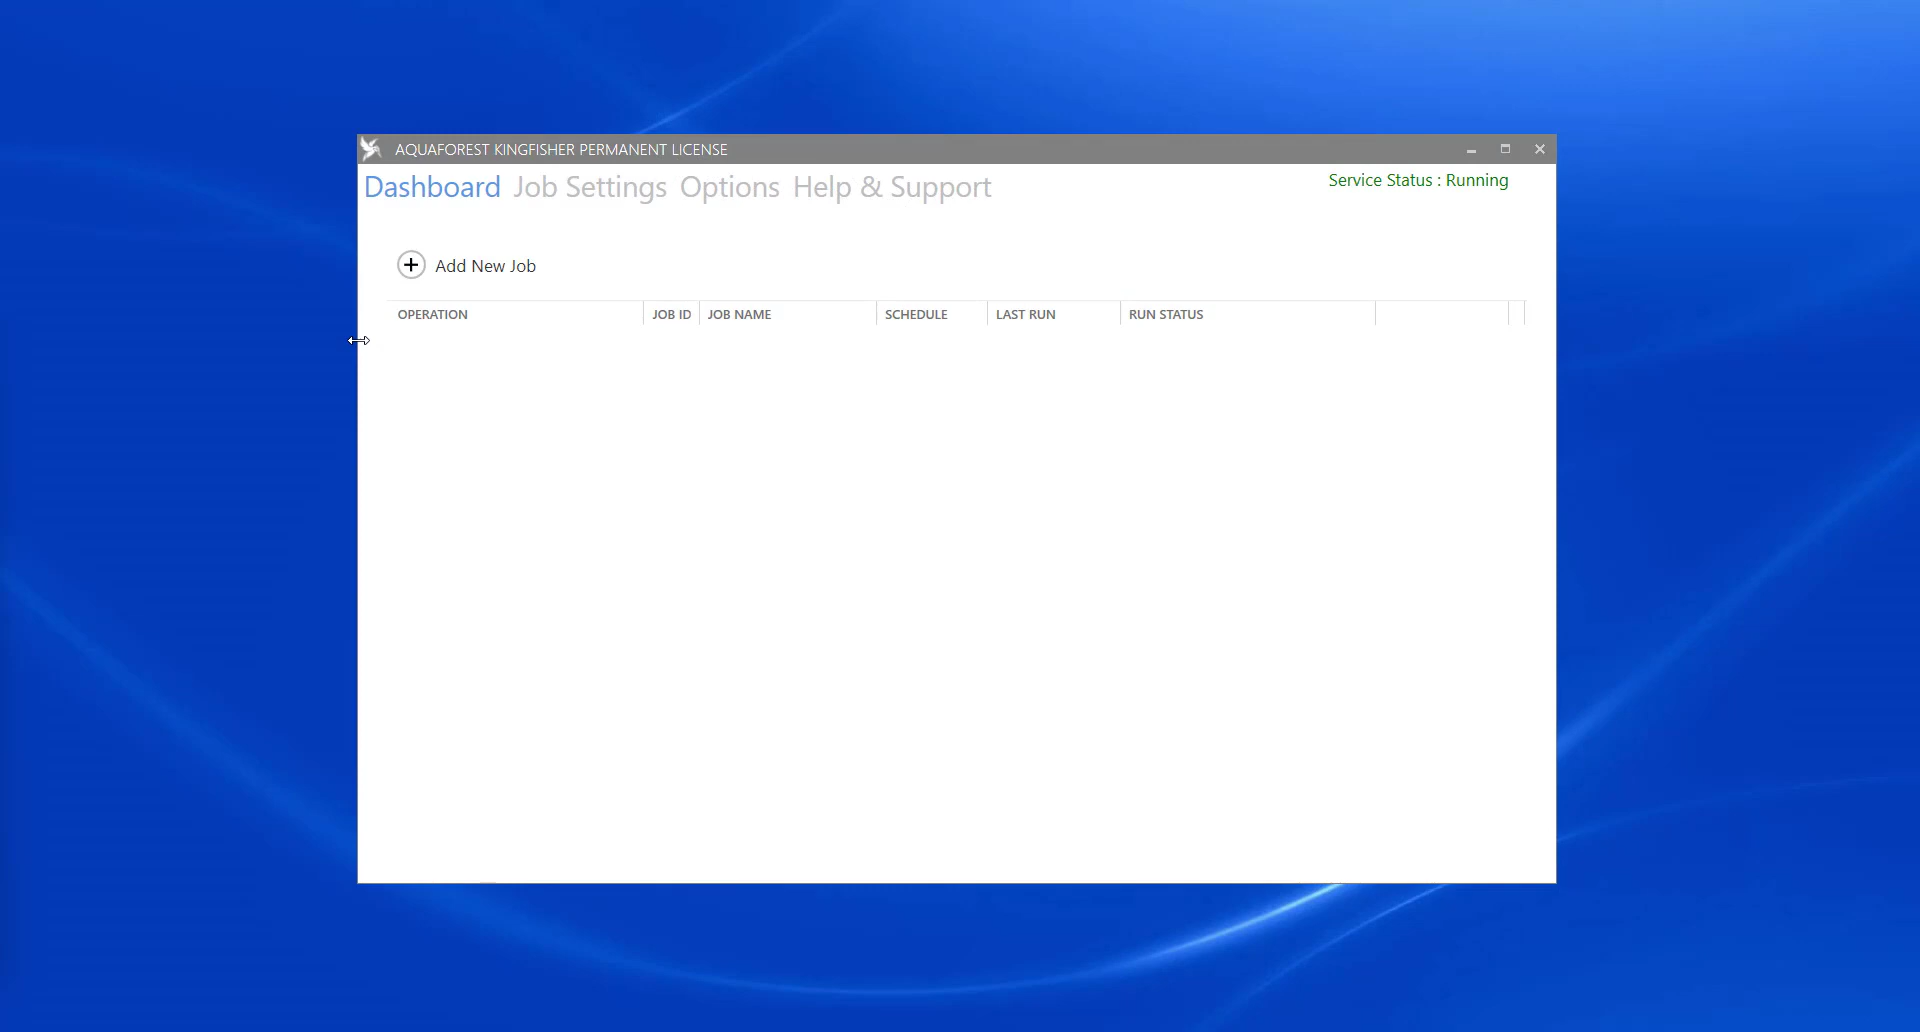 AQUAFOREST KINGFISHER PERMANENT LICENSE
Dashboard Job Settings Options Help & Support
Service Status : Running
Add New Job
OPERATION JOB ID JOB NAME SCHEDULE LAST RUN RUN STATUS